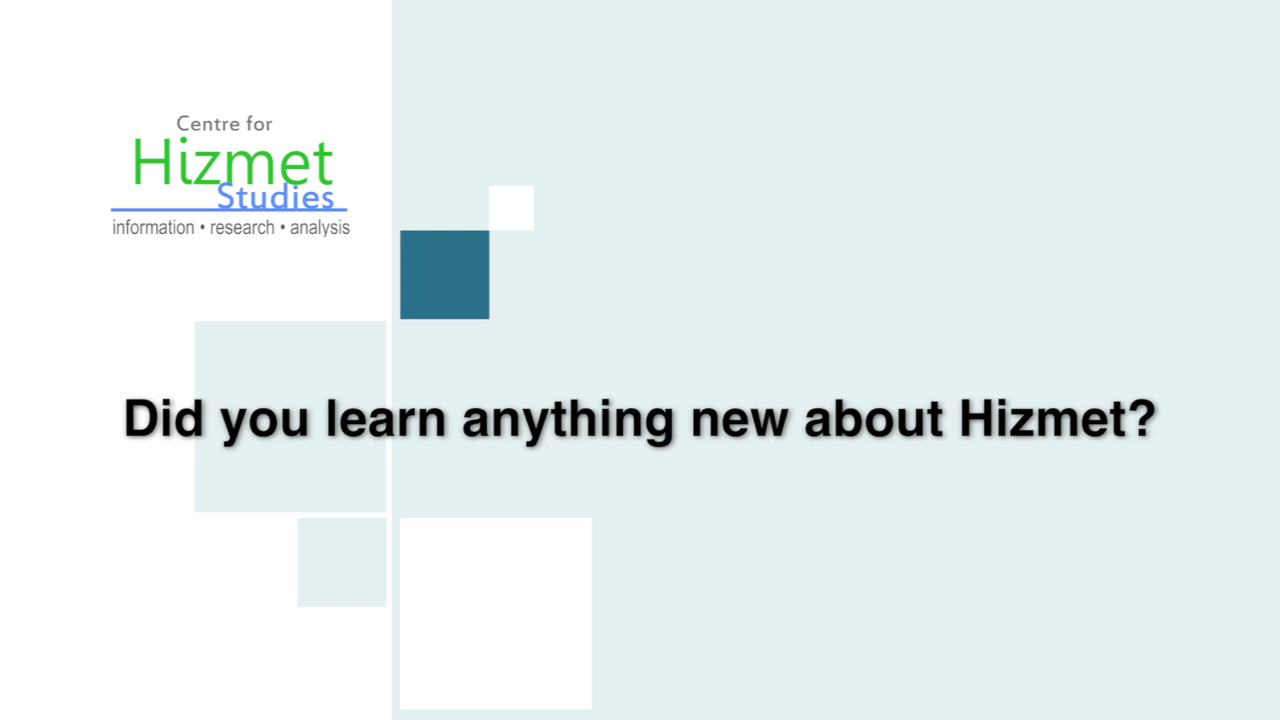 Centre for
Hizmet
Studies
information • research • analysis
Did you learn anything new about Hizmet?